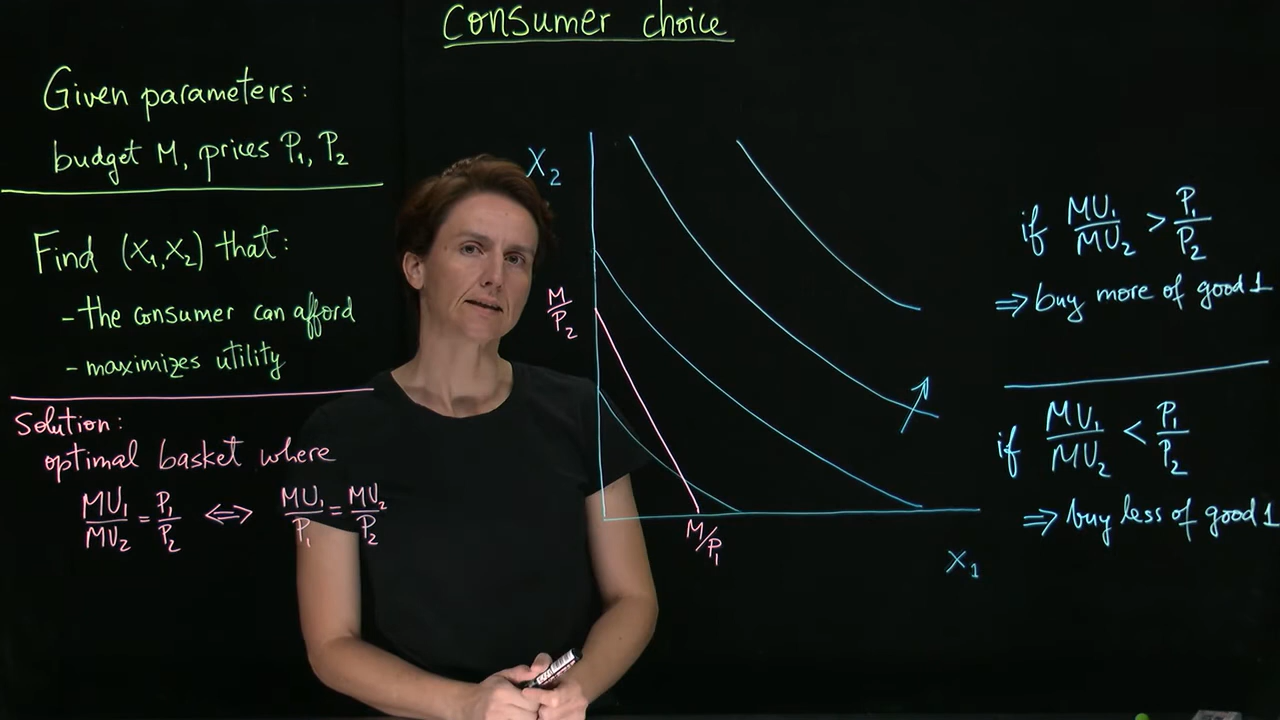 Consumer choice
Given parameters:
budget M, prices P₁, P₂
Find (X₁,X₂) that:
- the consumer can afford
- maximizes utility
Solution:
optimal basket where
MU₁/MU₂ = P₁/P₂ ⇔ MU₁/P₁ = MU₂/P₂
X₂
M/P₂
M/P₁
X₁
if MU₁/MU₂ > P₁/P₂
⇒ buy more of good 1
if MU₁/MU₂ < P₁/P₂
⇒ buy less of good 1